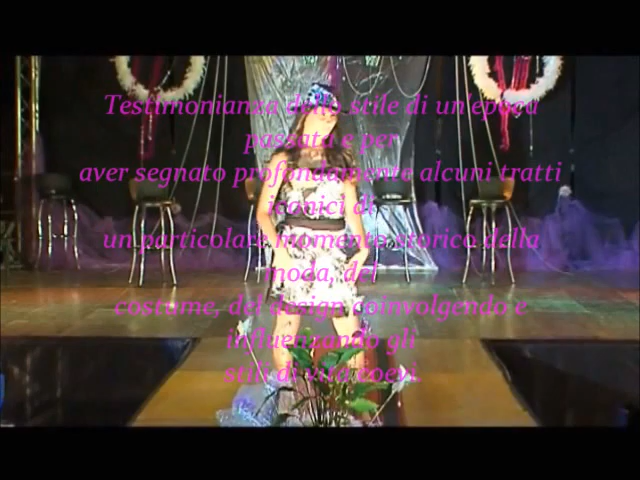 Testimonianza dello stile di un'epoca
passata e per
aver segnato profondamente alcuni tratti
iconici di
un particolare momento storico della
moda, del
costume, del design coinvolgendo e
influenzando gli
stili di vita coevi.